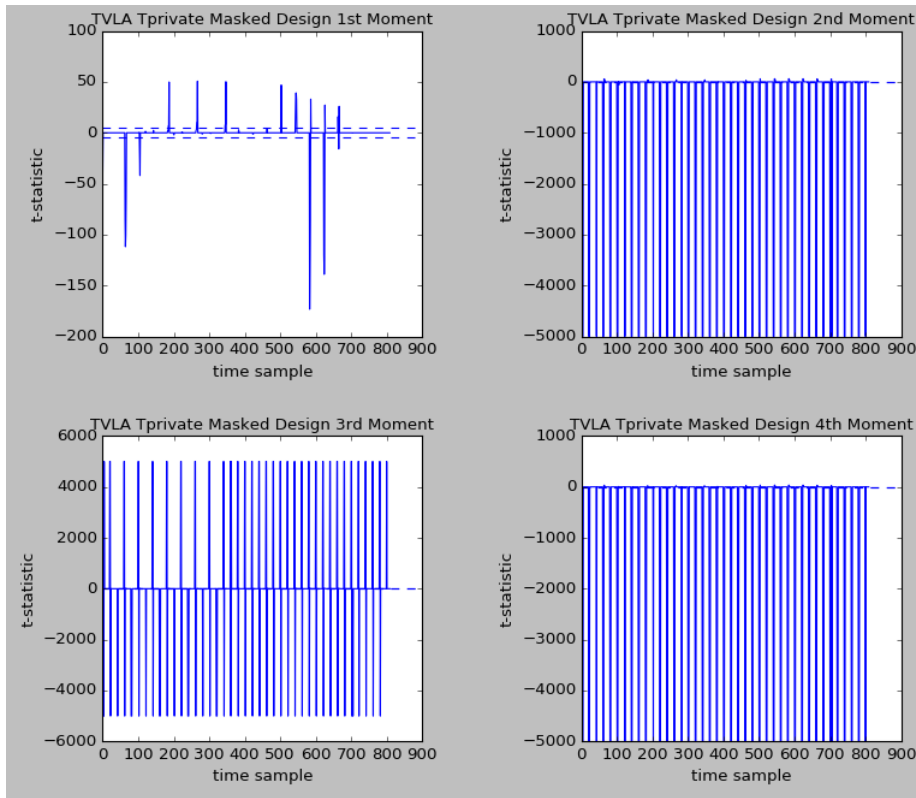 TVLA Tprivate Masked Design 1st Moment
100
50
0
−50
−100
−150
−200
t-statistic
0 100 200 300 400 500 600 700 800 900
time sample
TVLA Tprivate Masked Design 2nd Moment
1000
0
−1000
−2000
−3000
−4000
−5000
t-statistic
0 100 200 300 400 500 600 700 800 900
time sample
TVLA Tprivate Masked Design 3rd Moment
6000
4000
2000
0
−2000
−4000
−6000
t-statistic
0 100 200 300 400 500 600 700 800 900
time sample
TVLA Tprivate Masked Design 4th Moment
1000
0
−1000
−2000
−3000
−4000
−5000
t-statistic
0 100 200 300 400 500 600 700 800 900
time sample